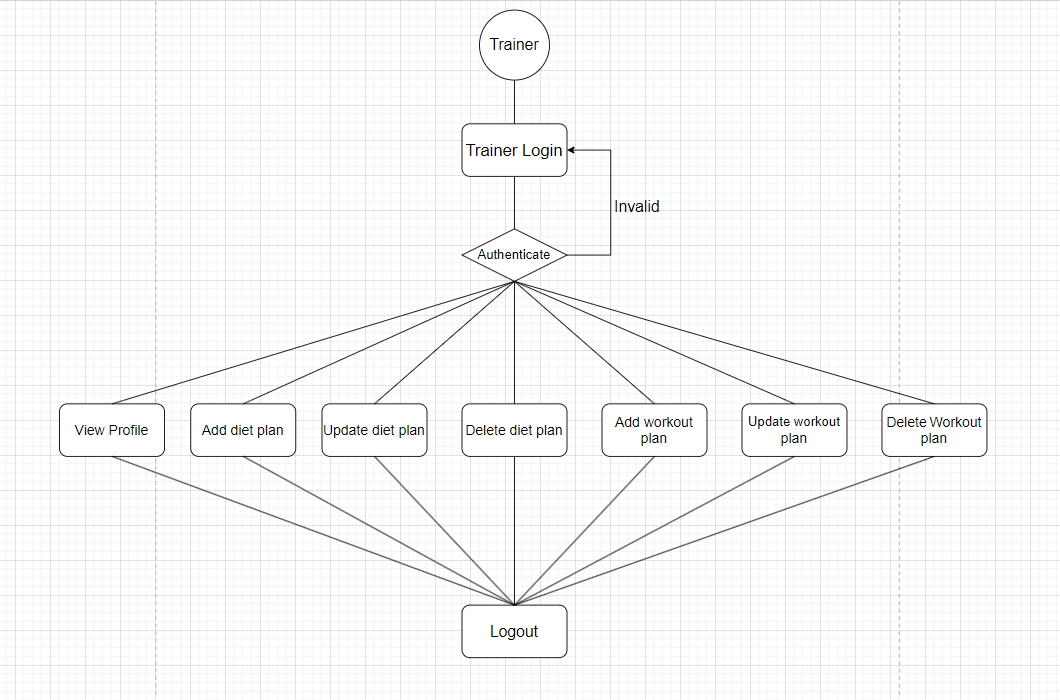 Trainer
Trainer Login
Invalid
Authenticate
View Profile
Add diet plan
Update diet plan
Delete diet plan
Add workout
plan
Update workout
plan
Delete Workout
plan
Logout